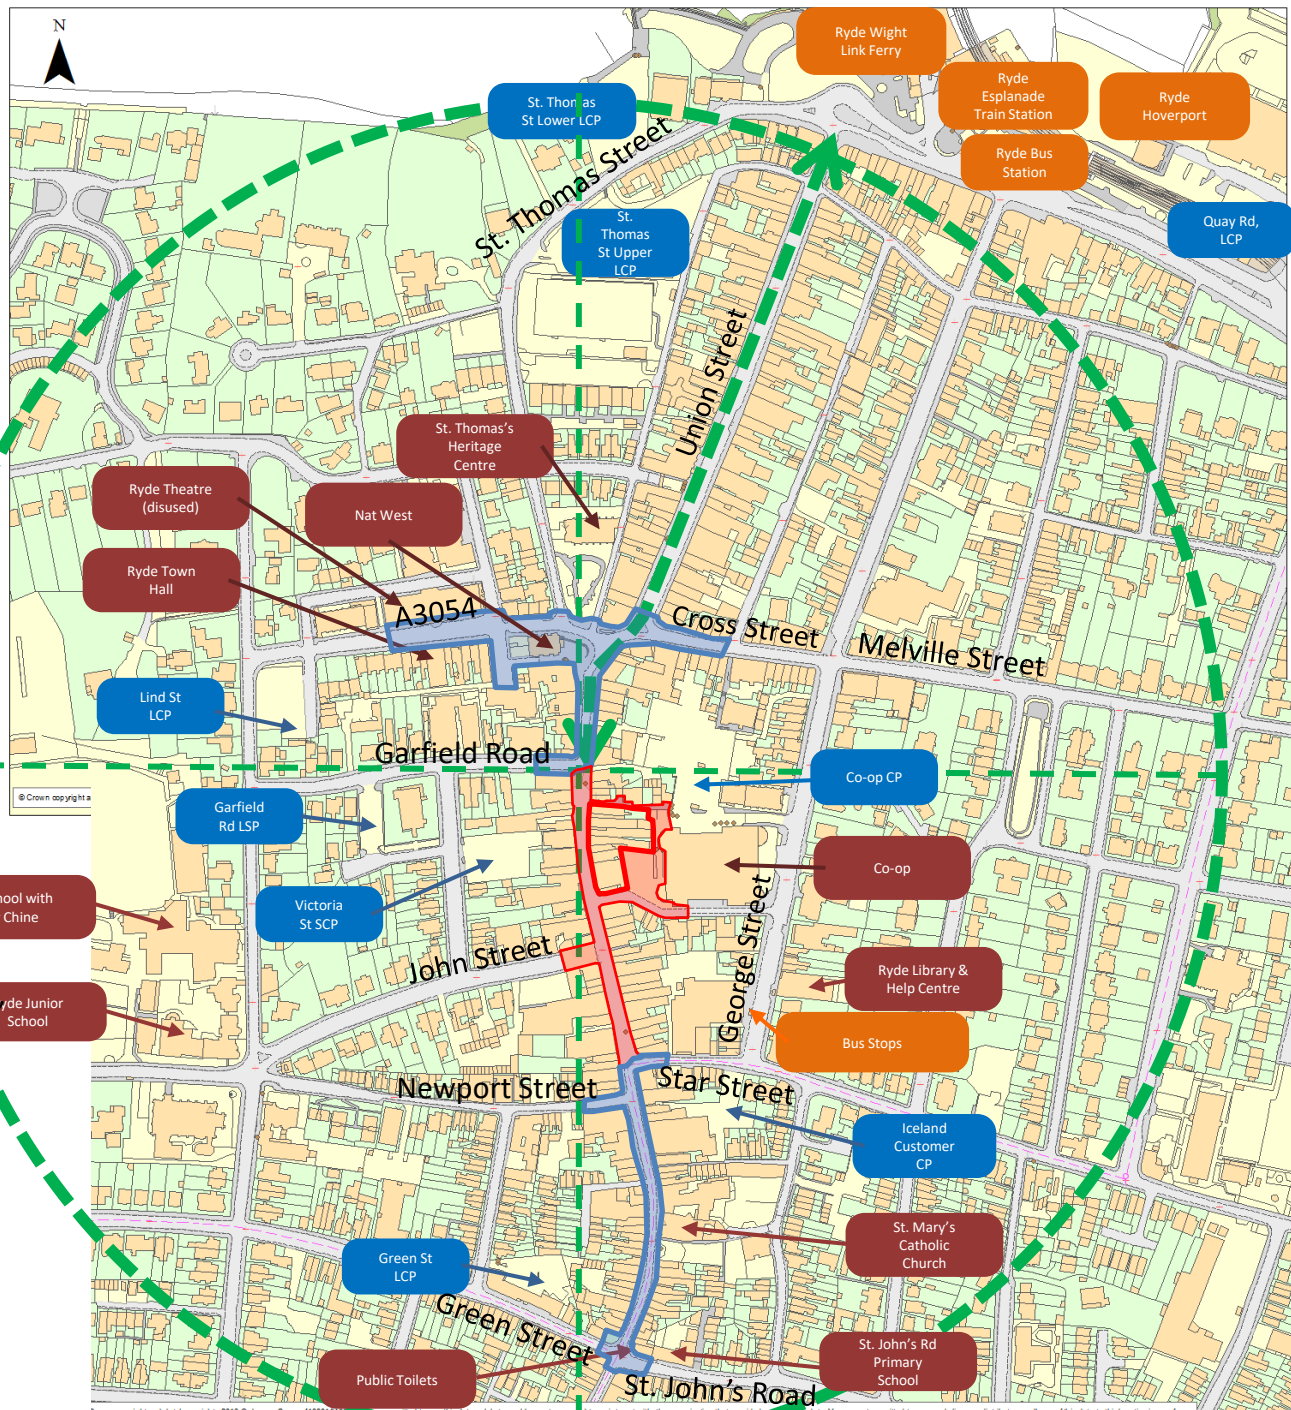 N
Ryde Wight
Link Ferry
Ryde
Esplanade
Train Station
Ryde
Hoverport
St. Thomas
St Lower LCP
Ryde Bus
Station
St. Thomas Street
St.
Thomas
St Upper
LCP
Quay Rd,
LCP
Union Street
St. Thomas's
Heritage
Centre
Ryde Theatre
(disused)
Nat West
Ryde Town
Hall
A3054
Cross Street
Melville Street
Lind St
LCP
Garfield Road
Co-op CP
© Crown copyright a
Garfield
Rd LSP
Co-op
Victoria
St SCP
ool with
Chine
John Street
George Street
Ryde Library &
Help Centre
yde Junior
School
Bus Stops
Newport Street
Star Street
Iceland
Customer
CP
St. Mary's
Catholic
Church
Green St
LCP
Green Street
St. John's Rd
Primary
School
Public Toilets
St. John's Road